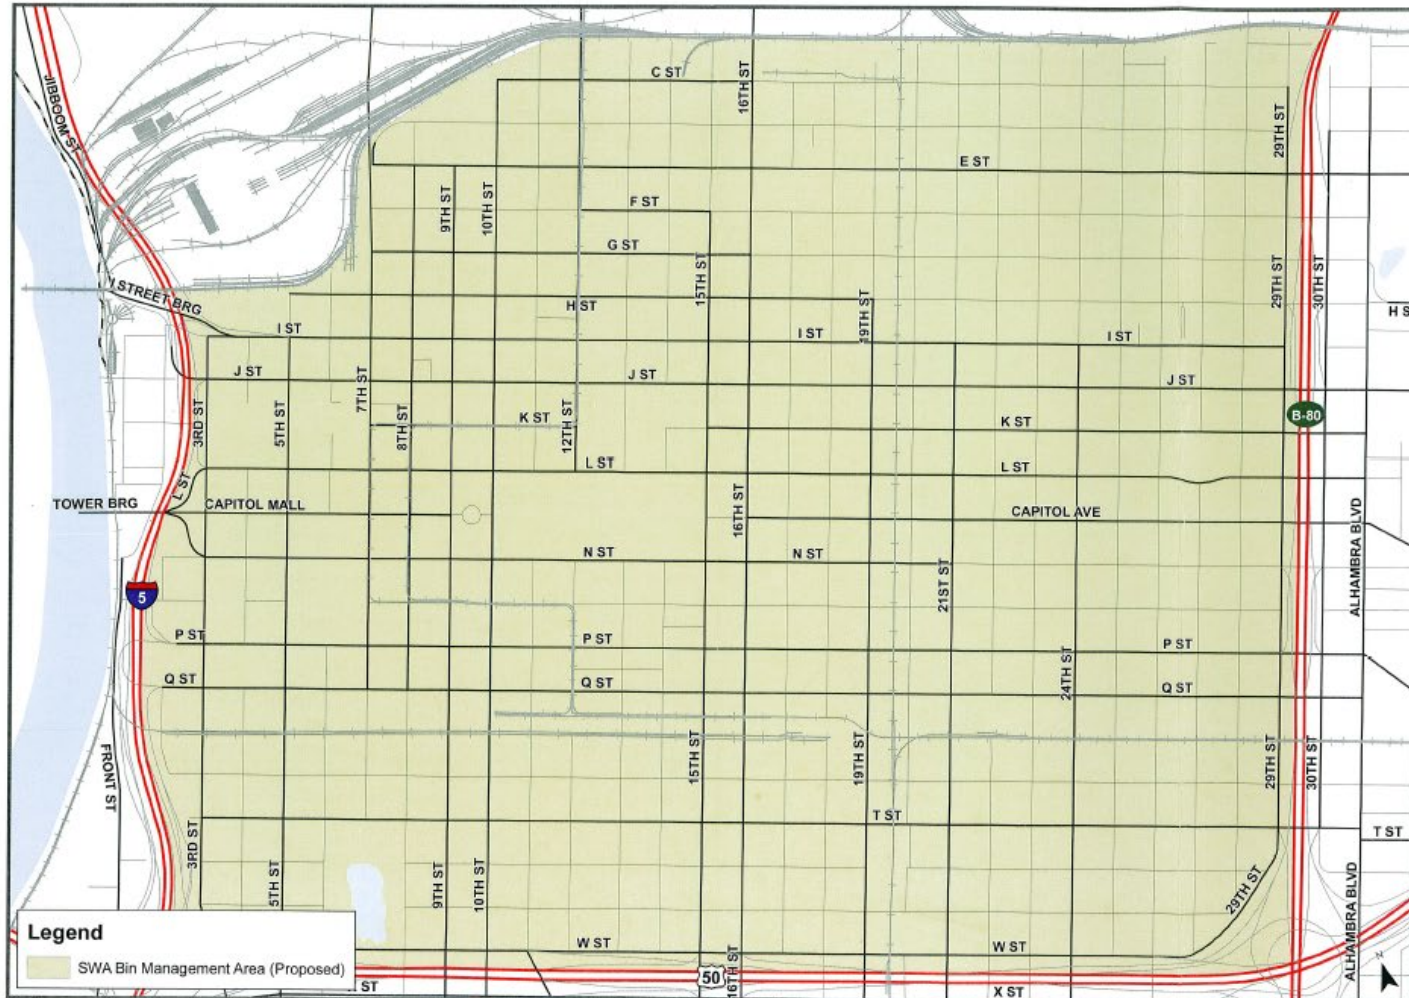 C ST
16TH ST
JIBBOOM ST
29TH ST
E ST
9TH ST
10TH ST
F ST
G ST
15TH ST
29TH ST
30TH ST
I STREET BRG
H ST
19TH ST
H S
I ST
I ST
I ST
J ST
J ST
J ST
7TH ST
3RD ST
5TH ST
8TH ST
K ST
12TH ST
K ST
B-80
L ST
L ST
L ST
TOWER BRG
CAPITOL MALL
16TH ST
CAPITOL AVE
ALHAMBRA BLVD
N ST
N ST
21ST ST
5
P ST
P ST
P ST
24TH ST
Q ST
Q ST
Q ST
FRONT ST
15TH ST
19TH ST
29TH ST
30TH ST
T ST
T ST
3RD ST
5TH ST
9TH ST
10TH ST
29TH ST
ALHAMBRA BLVD
Legend
SWA Bin Management Area (Proposed)
W ST
W ST
16TH ST
50
ST
X ST
N